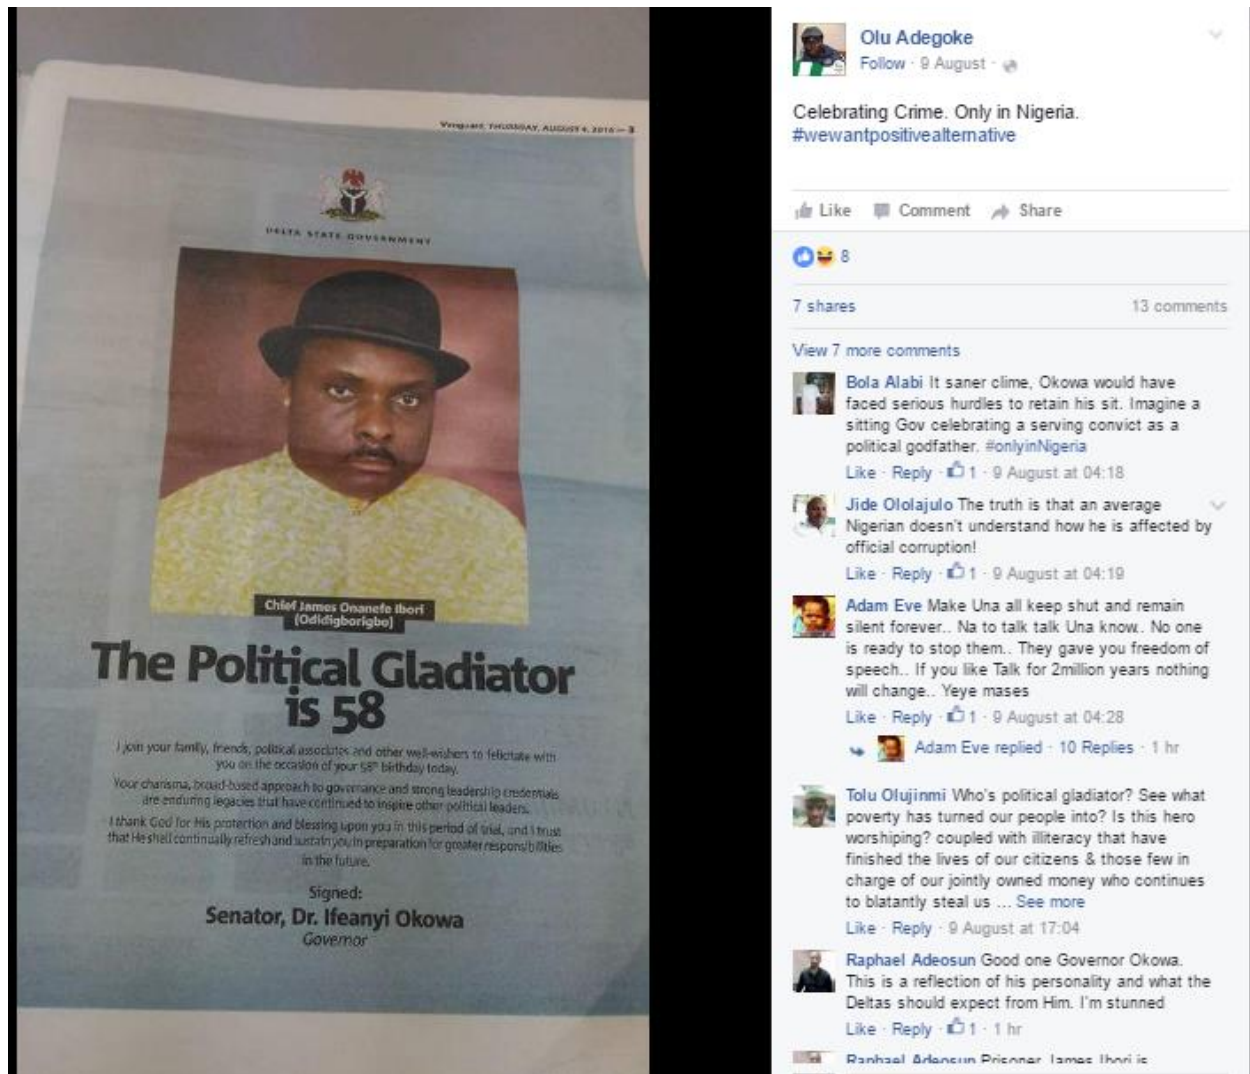 Vanguard, THURSDAY, AUGUST 4, 2016 — 3
DELTA STATE GOVERNMENT
Chief James Onanefe Ibori
(Odidigborigbo)
The Political Gladiator
is 58
I join your family, friends, political associates and other well-wishers to felicitate with
you on the occasion of your 58th birthday today.
Your charisma, broad-based approach to governance and strong leadership credentials
are enduring legacies that have continued to inspire other political leaders.
I thank God for His protection and blessing upon you in this period of trial, and I trust
that He shall continually refresh and sustain you in preparation for greater responsibilities
in the future.
Signed:
Senator, Dr. Ifeanyi Okowa
Governor
Olu Adegoke
Follow · 9 August ·
Celebrating Crime. Only in Nigeria.
#wewantpositivealternative
Like Comment Share
8
7 shares 13 comments
View 7 more comments
Bola Alabi It saner clime, Okowa would have
faced serious hurdles to retain his sit. Imagine a
sitting Gov celebrating a serving convict as a
political godfather. #onlyinNigeria
Like · Reply · 1 · 9 August at 04:18
Jide Ololajulo The truth is that an average
Nigerian doesn't understand how he is affected by
official corruption!
Like · Reply · 1 · 9 August at 04:19
Adam Eve Make Una all keep shut and remain
silent forever.. Na to talk talk Una know.. No one
is ready to stop them.. They gave you freedom of
speech.. If you like Talk for 2million years nothing
will change.. Yeye mases
Like · Reply · 1 · 9 August at 04:28
Adam Eve replied · 10 Replies · 1 hr
Tolu Olujinmi Who's political gladiator? See what
poverty has turned our people into? Is this hero
worshiping? coupled with illiteracy that have
finished the lives of our citizens & those few in
charge of our jointly owned money who continues
to blatantly steal us ... See more
Like · Reply · 9 August at 17:04
Raphael Adeosun Good one Governor Okowa.
This is a reflection of his personality and what the
Deltas should expect from Him. I'm stunned
Like · Reply · 1 · 1 hr
Raphael Adeosun Prisoner James Ibori is